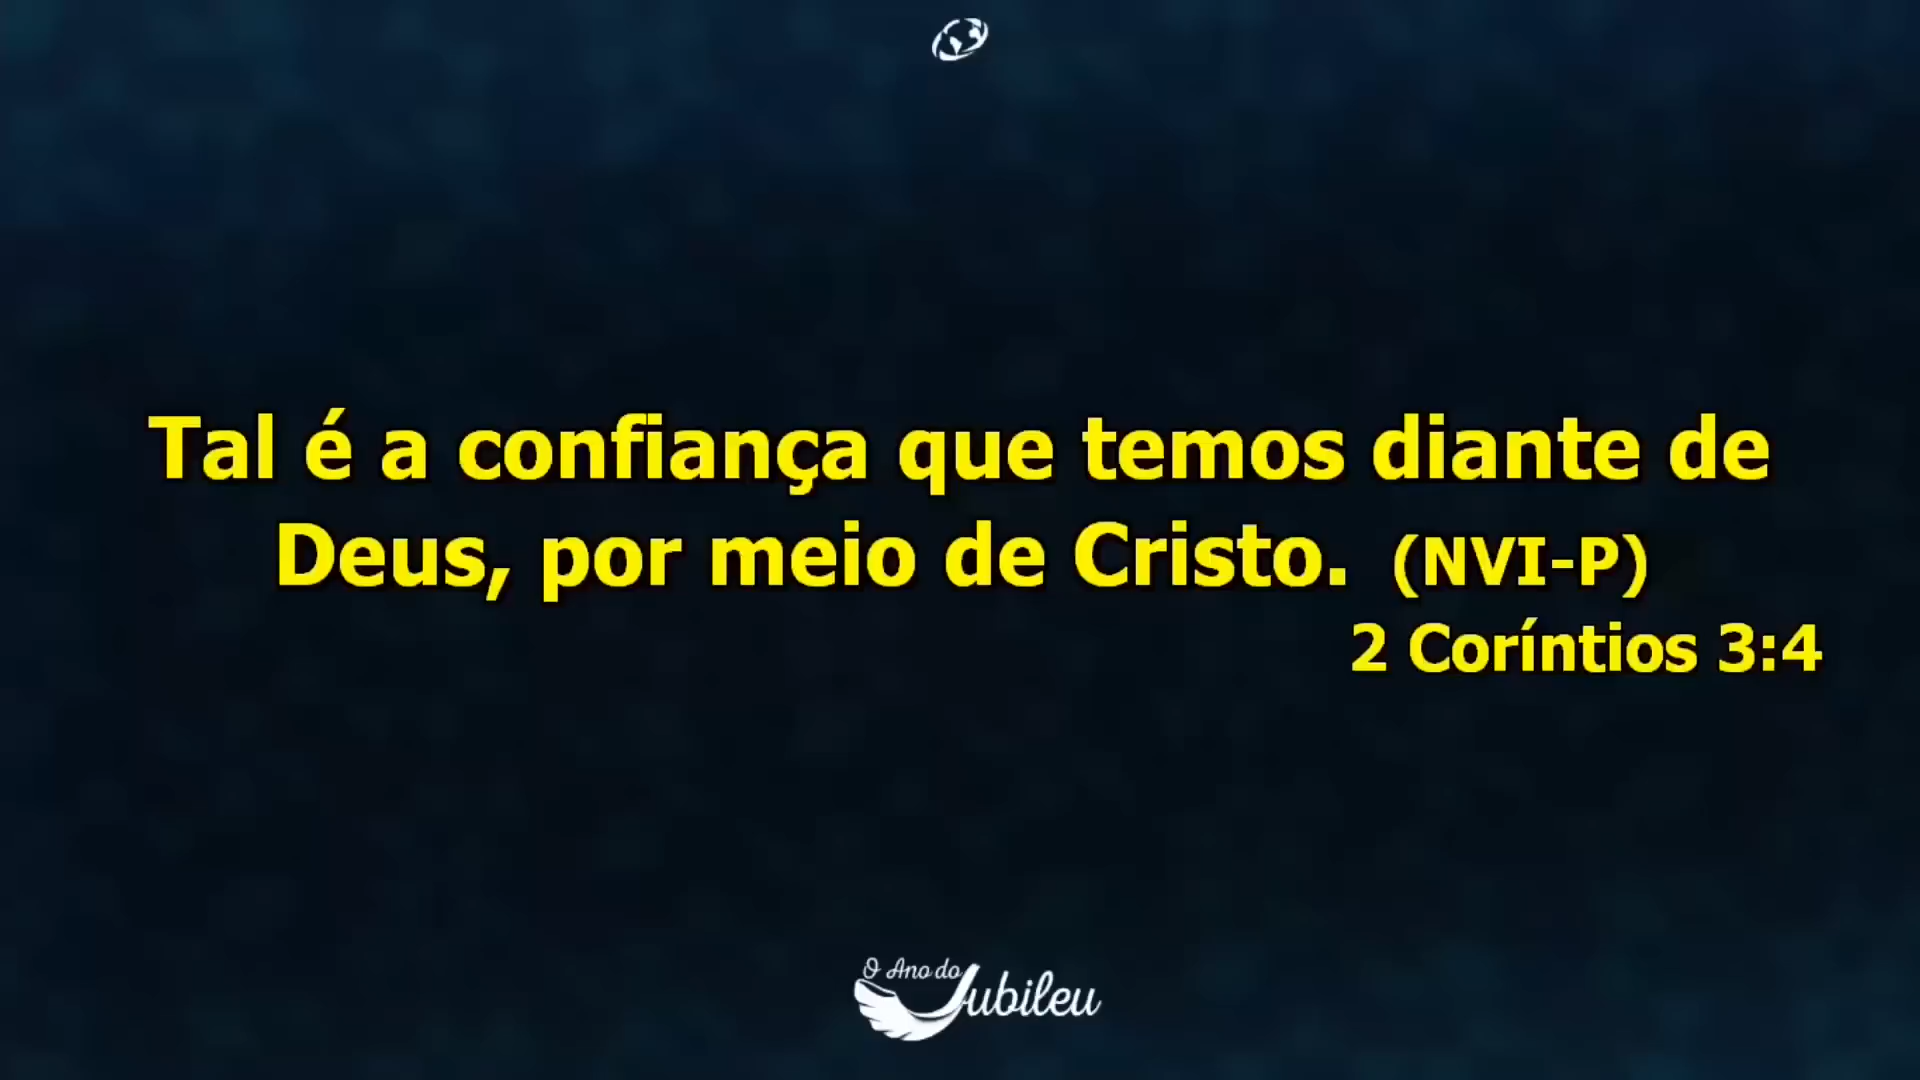 Tal é a confiança que temos diante de
Deus, por meio de Cristo. (NVI-P)
2 Coríntios 3:4
O Ano do
Jubileu